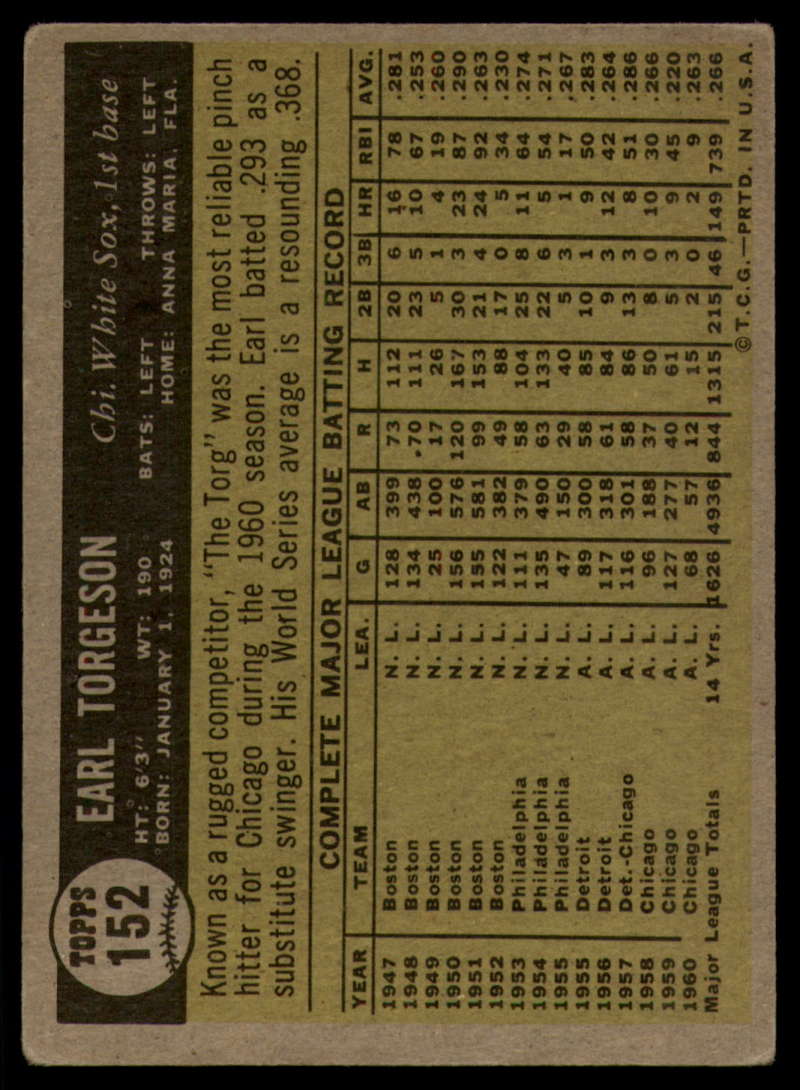 TOPPS
152
EARL TORGESON Chi. White Sox, 1st base
HT: 6'3" WT: 190 BATS: LEFT THROWS: LEFT
BORN: JANUARY 1, 1924 HOME: ANNA MARIA, FLA.
Known as a rugged competitor, "The Torg" was the most reliable pinch
hitter for Chicago during the 1960 season. Earl batted .293 as a
substitute swinger. His World Series average is a resounding .368.
COMPLETE MAJOR LEAGUE BATTING RECORD
YEAR TEAM LEA. G AB R H 2B 3B HR RBI AVG.
1947 Boston N. L. 128 399 73 112 20 6 16 78 .281
1948 Boston N. L. 134 438 70 111 23 5 10 67 .253
1949 Boston N. L. 25 100 17 26 5 1 4 19 .260
1950 Boston N. L. 156 576 120 167 30 3 23 87 .290
1951 Boston N. L. 155 581 99 153 21 4 24 92 .263
1952 Boston N. L. 122 382 49 88 17 0 5 34 .230
1953 Philadelphia N. L. 111 379 58 104 25 8 11 64 .274
1954 Philadelphia N. L. 135 490 63 133 22 6 5 54 .271
1955 Philadelphia N. L. 47 150 29 40 5 3 1 17 .267
1955 Detroit A. L. 89 300 58 85 10 1 9 50 .283
1956 Detroit A. L. 117 318 61 84 9 3 12 42 .264
1957 Det.-Chicago A. L. 116 301 58 86 13 3 8 51 .286
1958 Chicago A. L. 96 188 37 50 8 0 10 30 .266
1959 Chicago A. L. 127 277 40 61 5 3 9 45 .220
1960 Chicago A. L. 68 57 12 15 2 0 2 9 .263
Major League Totals 14 Yrs. 1626 4936 844 1315 215 46 149 739 .266
©T.C.G.—PRTD. IN U.S.A.